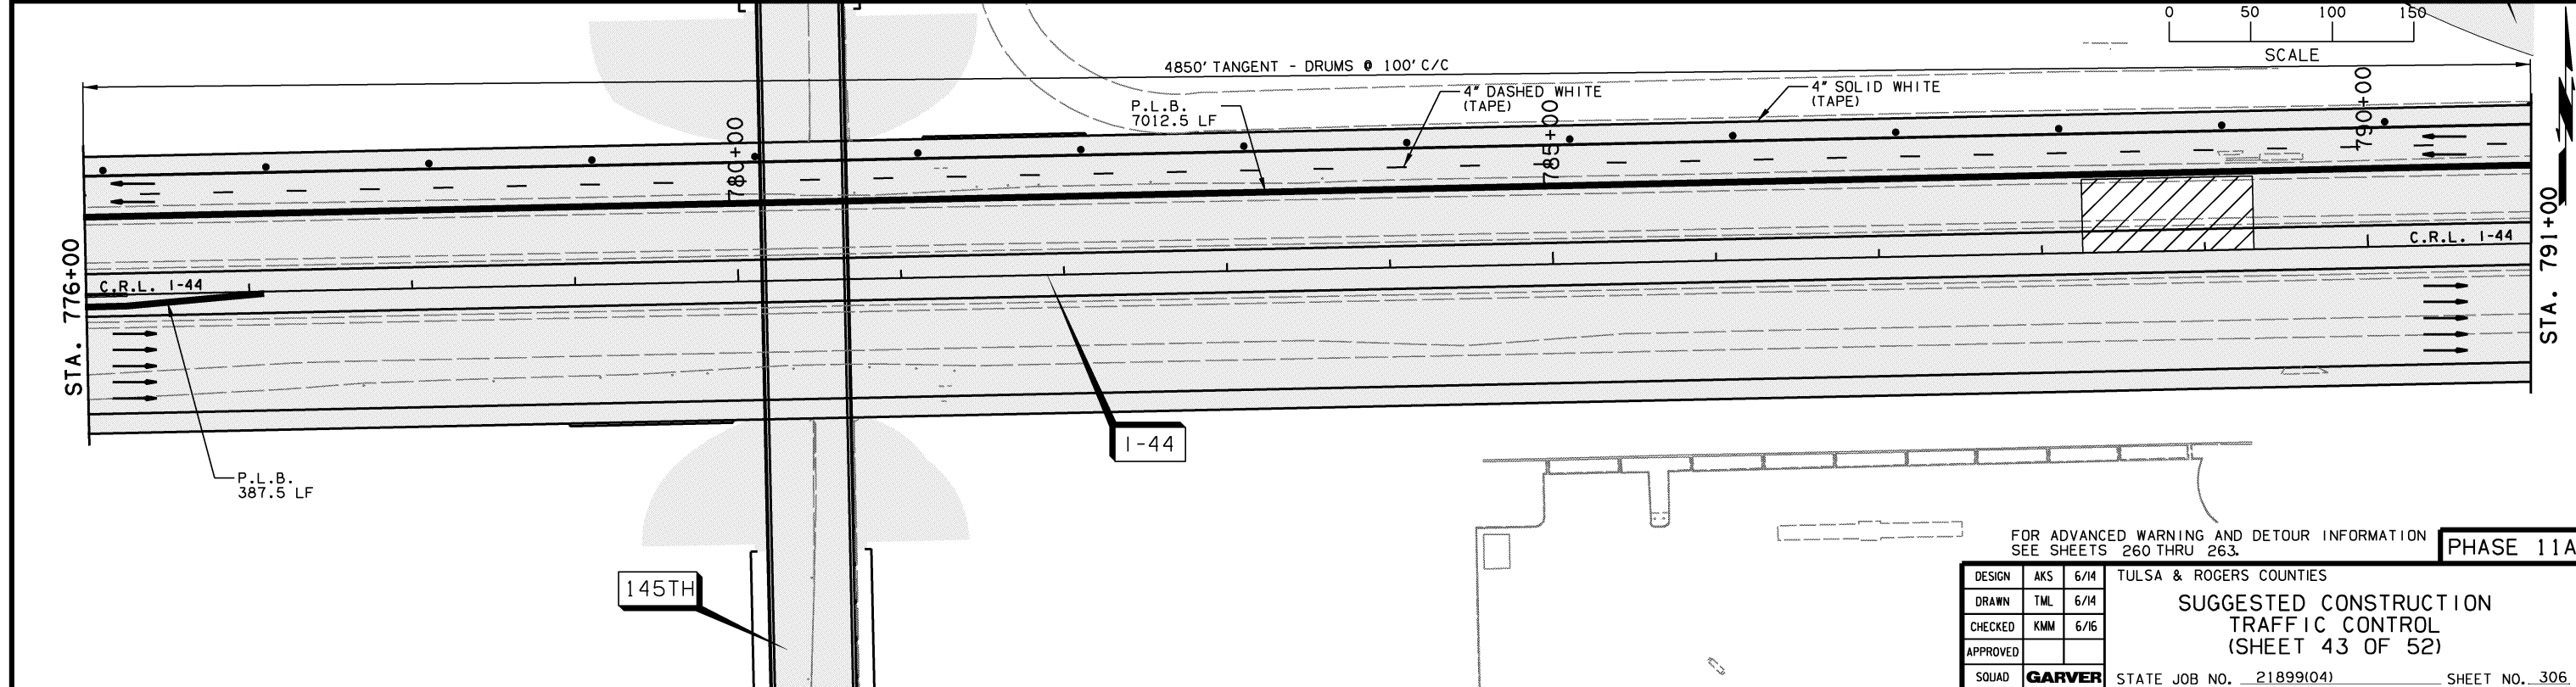 0 50 100 150
SCALE
4850' TANGENT - DRUMS @ 100' C/C
P.L.B.
7012.5 LF
4" DASHED WHITE
(TAPE)
4" SOLID WHITE
(TAPE)
780+00
785+00
790+00
STA. 776+00
C.R.L. I-44
C.R.L. I-44
STA. 791+00
I-44
P.L.B.
387.5 LF
145TH
FOR ADVANCED WARNING AND DETOUR INFORMATION
SEE SHEETS 260 THRU 263.
PHASE 11A
DESIGN AKS 6/14
DRAWN TML 6/14
CHECKED KMM 6/16
APPROVED
SQUAD GARVER
TULSA & ROGERS COUNTIES
SUGGESTED CONSTRUCTION
TRAFFIC CONTROL
(SHEET 43 OF 52)
STATE JOB NO. 21899(04) SHEET NO. 306